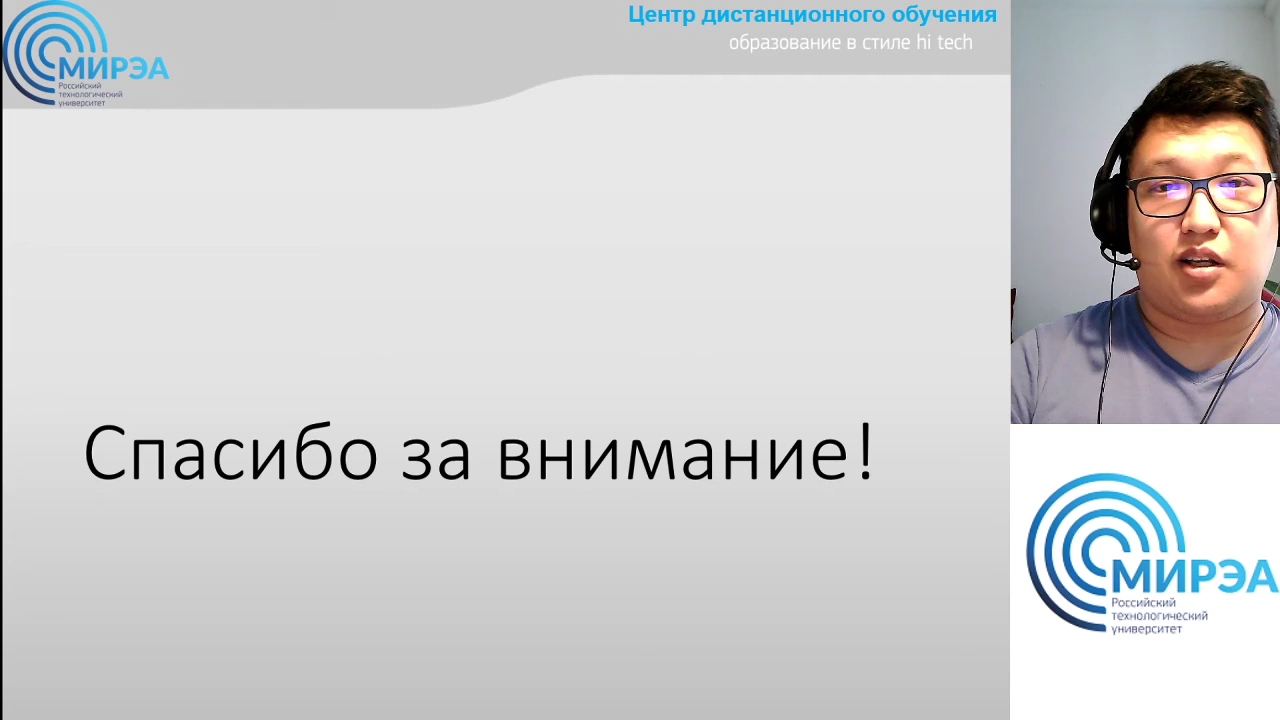 МИРЭА
Российский
технологический
университет
Центр дистанционного обучения
образование в стиле hi tech
Спасибо за внимание!
МИРЭА
Российский
технологический
университет